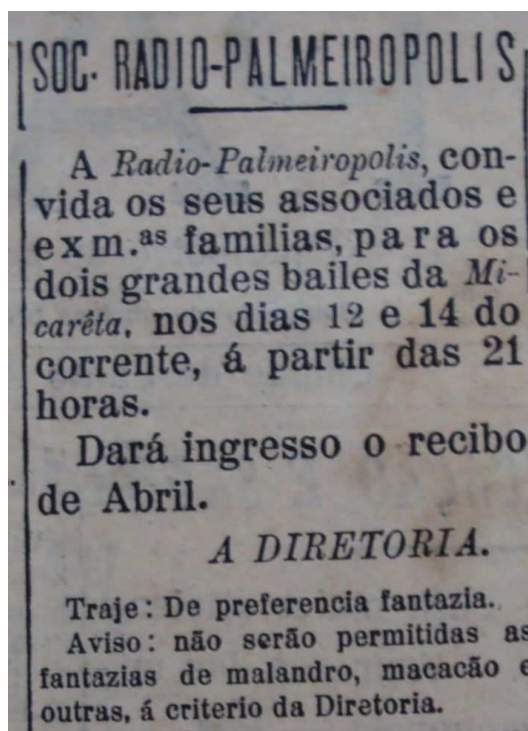 SOC. RADIO-PALMEIROPOLIS
A Radio-Palmeiropolis, con-
vida os seus associados e
exm.as familias, para os
dois grandes bailes da Mi-
carêta, nos dias 12 e 14 do
corrente, á partir das 21
horas.
Dará ingresso o recibo
de Abril.
A DIRETORIA.
Traje: De preferencia fantazia.
Aviso: não serão permitidas as
fantazias de malandro, macacão e
outras, á criterio da Diretoria.